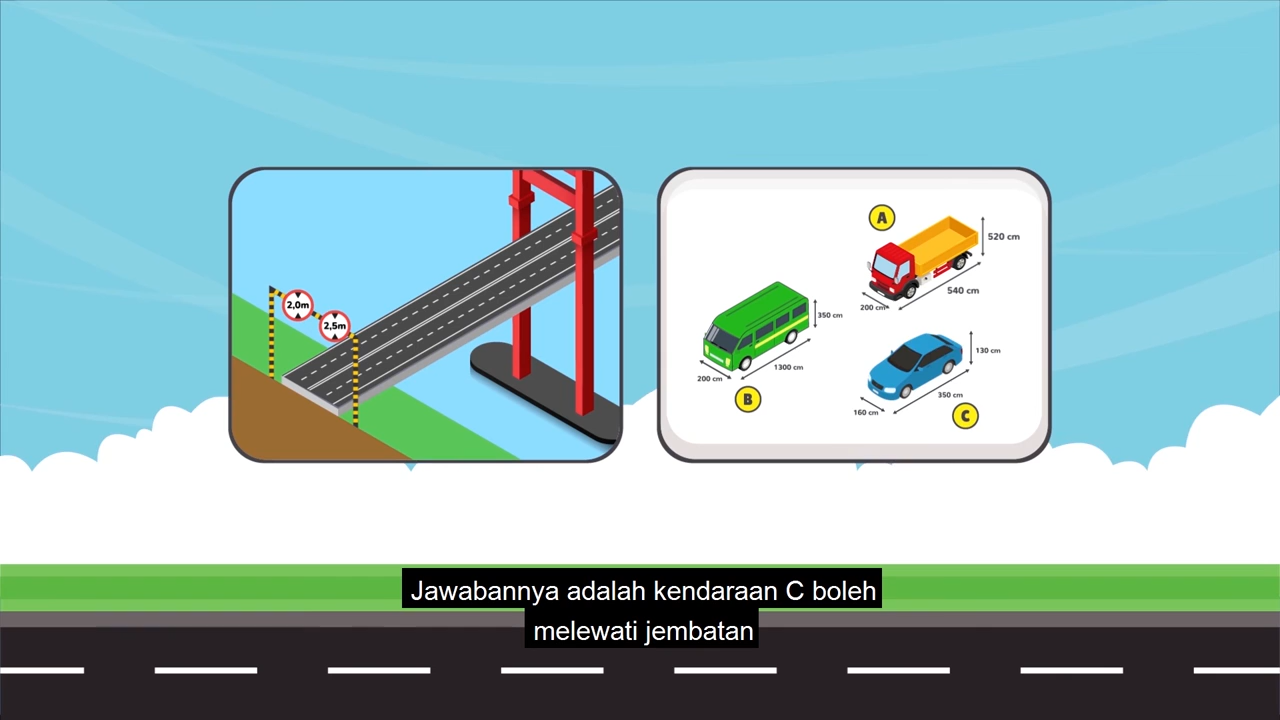 2,0m
2,5m
A
520 cm
540 cm
200 cm
350 cm
1300 cm
200 cm
B
130 cm
350 cm
160 cm
C
Jawabannya adalah kendaraan C boleh
melewati jembatan